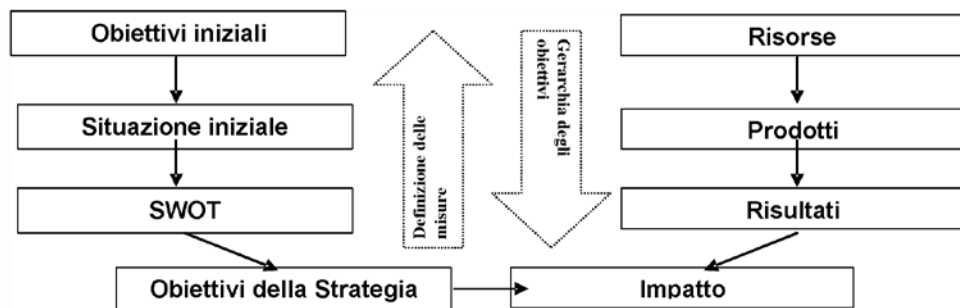 Obiettivi iniziali
Situazione iniziale
SWOT
Obiettivi della Strategia
Definizione delle
misure
Gerarchia degli
obiettivi
Risorse
Prodotti
Risultati
Impatto